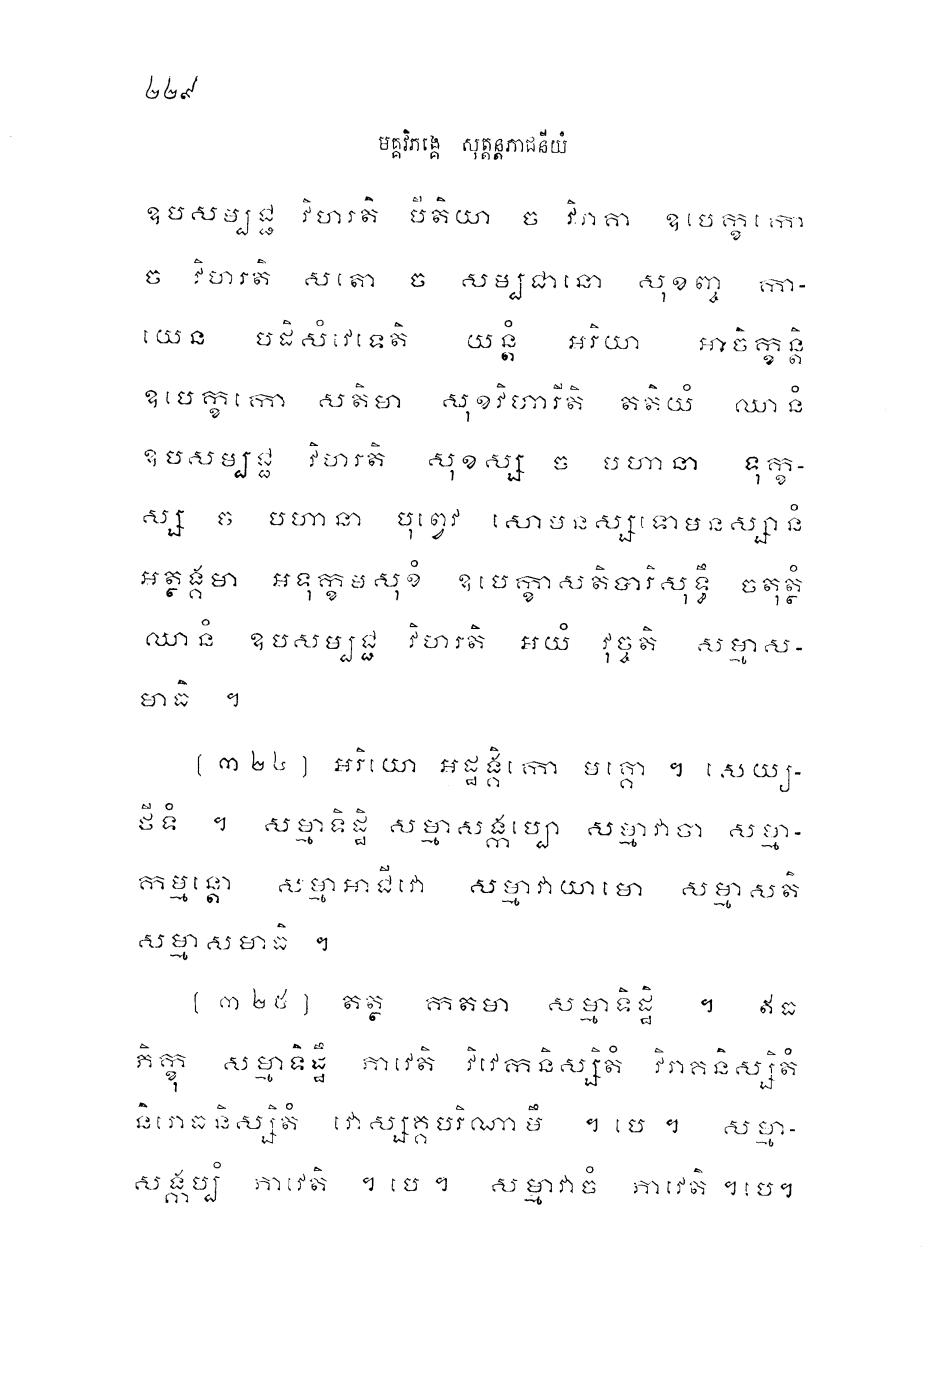 ៤៤៩
មគ្គវិភង្គេ សុត្តន្តភាជនីយំ
ឧបសម្បជ្ជ វិហរតិ បីតិយា ច វិរាគា ឧបេក្ខកោ
ច វិហរតិ សតោ ច សម្បជានោ សុខញ្ច កា-
យេន បដិសំវេទេតិ យន្តំ អរិយា អាចិក្ខន្តិ
ឧបេក្ខកោ សតិមា សុខវិហារីតិ តតិយំ ឈានំ
ឧបសម្បជ្ជ វិហរតិ សុខស្ស ច បហានា ទុក្ខ-
ស្ស ច បហានា បុព្វេវ សោមនស្សទោមនស្សានំ
អត្ថង្គមា អទុក្ខមសុខំ ឧបេក្ខាសតិបារិសុទ្ធឹ ចតុត្ថំ
ឈានំ ឧបសម្បជ្ជ វិហរតិ អយំ វុច្ចតិ សម្មាស-
មាធិ ។
(៣២៤) អរិយោ អដ្ឋង្គិកោ មគ្គោ ។ សេយ្យ-
ថីទំ ។ សម្មាទិដ្ឋិ សម្មាសង្កប្បោ សម្មាវាចា សម្មា-
កម្មន្តោ សម្មាអាជីវោ សម្មាវាយាមោ សម្មាសតិ
សម្មាសមាធិ ។
(៣២៥) តត្ថ កតមា សម្មាទិដ្ឋិ ។ ឥធ
ភិក្ខុ សម្មាទិដ្ឋឹ ភាវេតិ វិវេកនិស្សិតំ វិរាគនិស្សិតំ
និរោធនិស្សិតំ វោស្សគ្គបរិណាមឹ ។ បេ ។ សម្មា-
សង្កប្បំ ភាវេតិ ។ បេ ។ សម្មាវាចំ ភាវេតិ ។បេ។